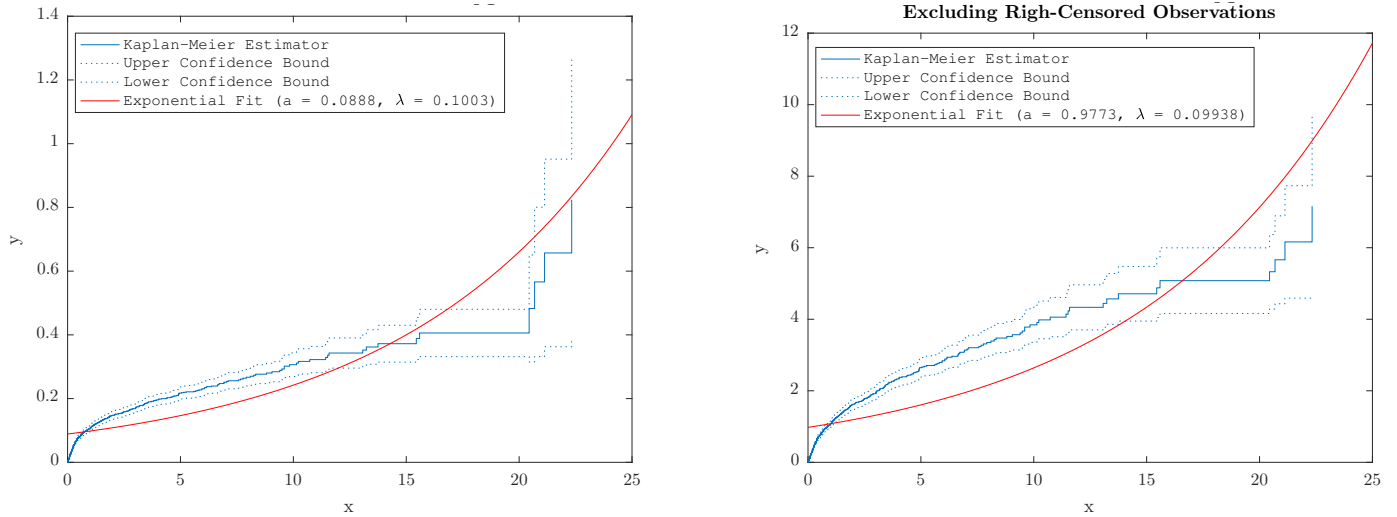 1.4
1.2
1
0.8
0.6
0.4
0.2
0
y
Kaplan-Meier Estimator
Upper Confidence Bound
Lower Confidence Bound
Exponential Fit (a = 0.0888, λ = 0.1003)
0 5 10 15 20 25
x
Excluding Righ-Censored Observations
12
10
8
6
4
2
0
y
Kaplan-Meier Estimator
Upper Confidence Bound
Lower Confidence Bound
Exponential Fit (a = 0.9773, λ = 0.09938)
0 5 10 15 20 25
x